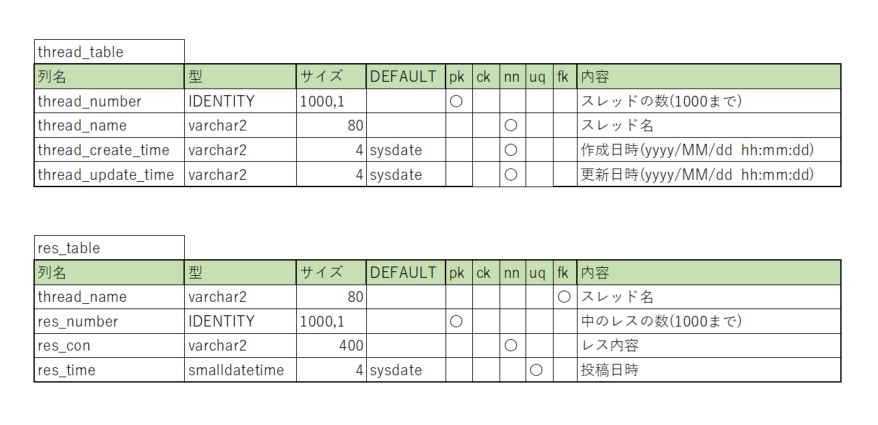 thread_table
列名 型 サイズ DEFAULT pk ck nn uq fk 内容
thread_number IDENTITY 1000,1 ○ スレッドの数(1000まで)
thread_name varchar2 80 ○ スレッド名
thread_create_time varchar2 4 sysdate ○ 作成日時(yyyy/MM/dd hh:mm:dd)
thread_update_time varchar2 4 sysdate ○ 更新日時(yyyy/MM/dd hh:mm:dd)
res_table
列名 型 サイズ DEFAULT pk ck nn uq fk 内容
thread_name varchar2 80 ○ スレッド名
res_number IDENTITY 1000,1 ○ 中のレスの数(1000まで)
res_con varchar2 400 ○ レス内容
res_time smalldatetime 4 sysdate ○ 投稿日時